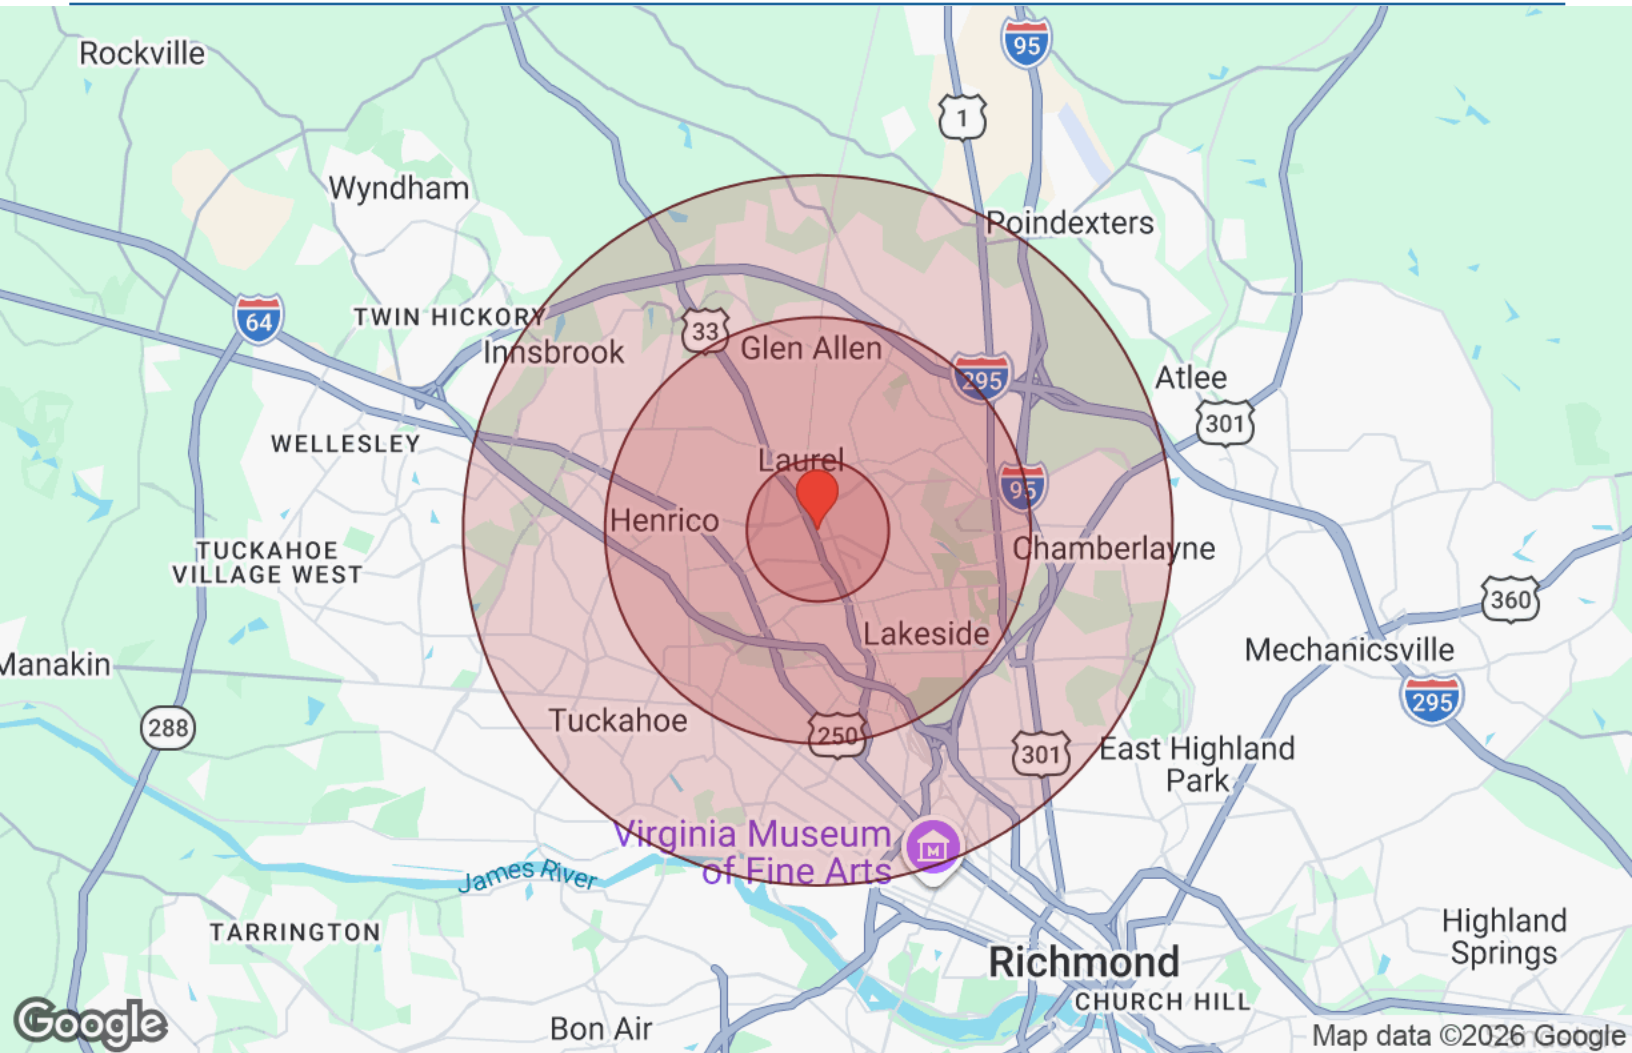 Rockville
95
1
Wyndham
Poindexters
64
TWIN HICKORY
33
Innsbrook
Glen Allen
295
Atlee
301
WELLESLEY
Laurel
95
Henrico
TUCKAHOE
VILLAGE WEST
Chamberlayne
360
Lakeside
Mechanicsville
Manakin
295
288
Tuckahoe
250
301
East Highland
Park
Virginia Museum
of Fine Arts
M
James River
TARRINGTON
Highland
Springs
Richmond
CHURCH HILL
Google
Bon Air
Map data ©2026 Google